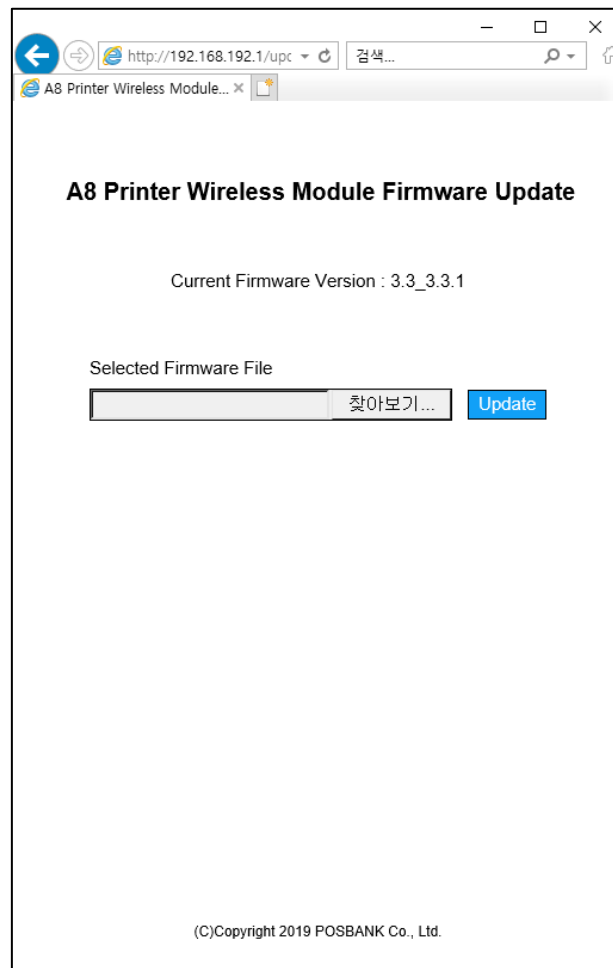 http://192.168.192.1/upc
검색...
A8 Printer Wireless Module...
A8 Printer Wireless Module Firmware Update
Current Firmware Version : 3.3_3.3.1
Selected Firmware File
찾아보기... Update
(C)Copyright 2019 POSBANK Co., Ltd.